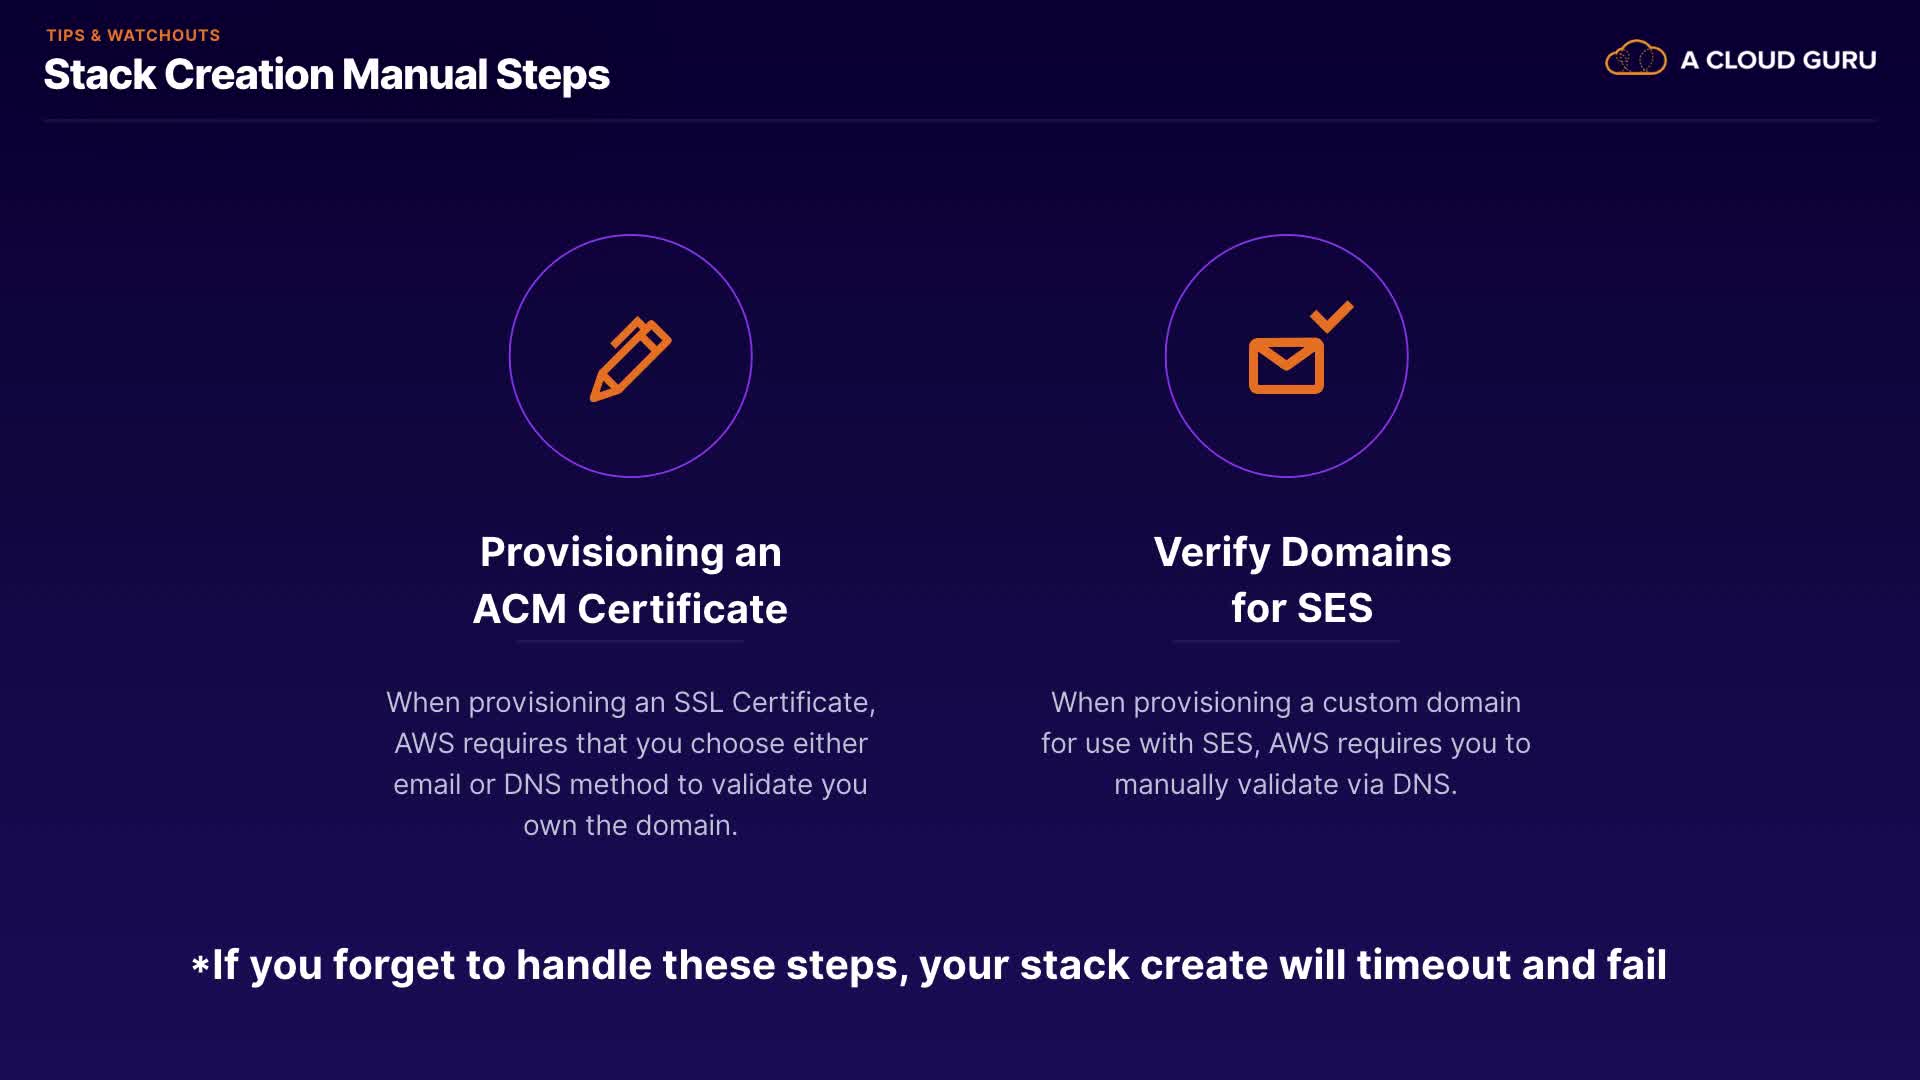 TIPS & WATCHOUTS
Stack Creation Manual Steps
A CLOUD GURU
Provisioning an
ACM Certificate
When provisioning an SSL Certificate,
AWS requires that you choose either
email or DNS method to validate you
own the domain.
Verify Domains
for SES
When provisioning a custom domain
for use with SES, AWS requires you to
manually validate via DNS.
*If you forget to handle these steps, your stack create will timeout and fail